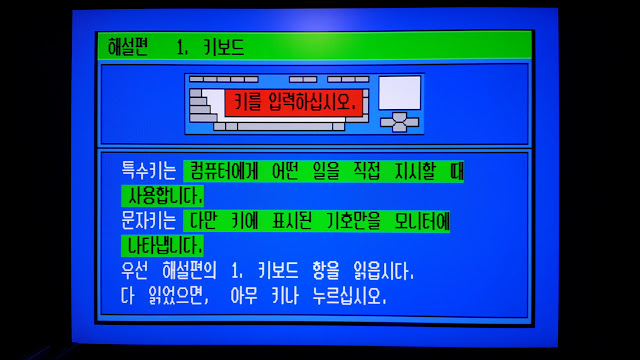 해설편 1. 키보드
키를 입력하십시오.
특수키는 컴퓨터에게 어떤 일을 직접 지시할 때
사용합니다.
문자키는 다만 키에 표시된 기호만을 모니터에
나타냅니다.
우선 해설편의 1. 키보드 항을 읽읍시다.
다 읽었으면, 아무 키나 누르십시오.